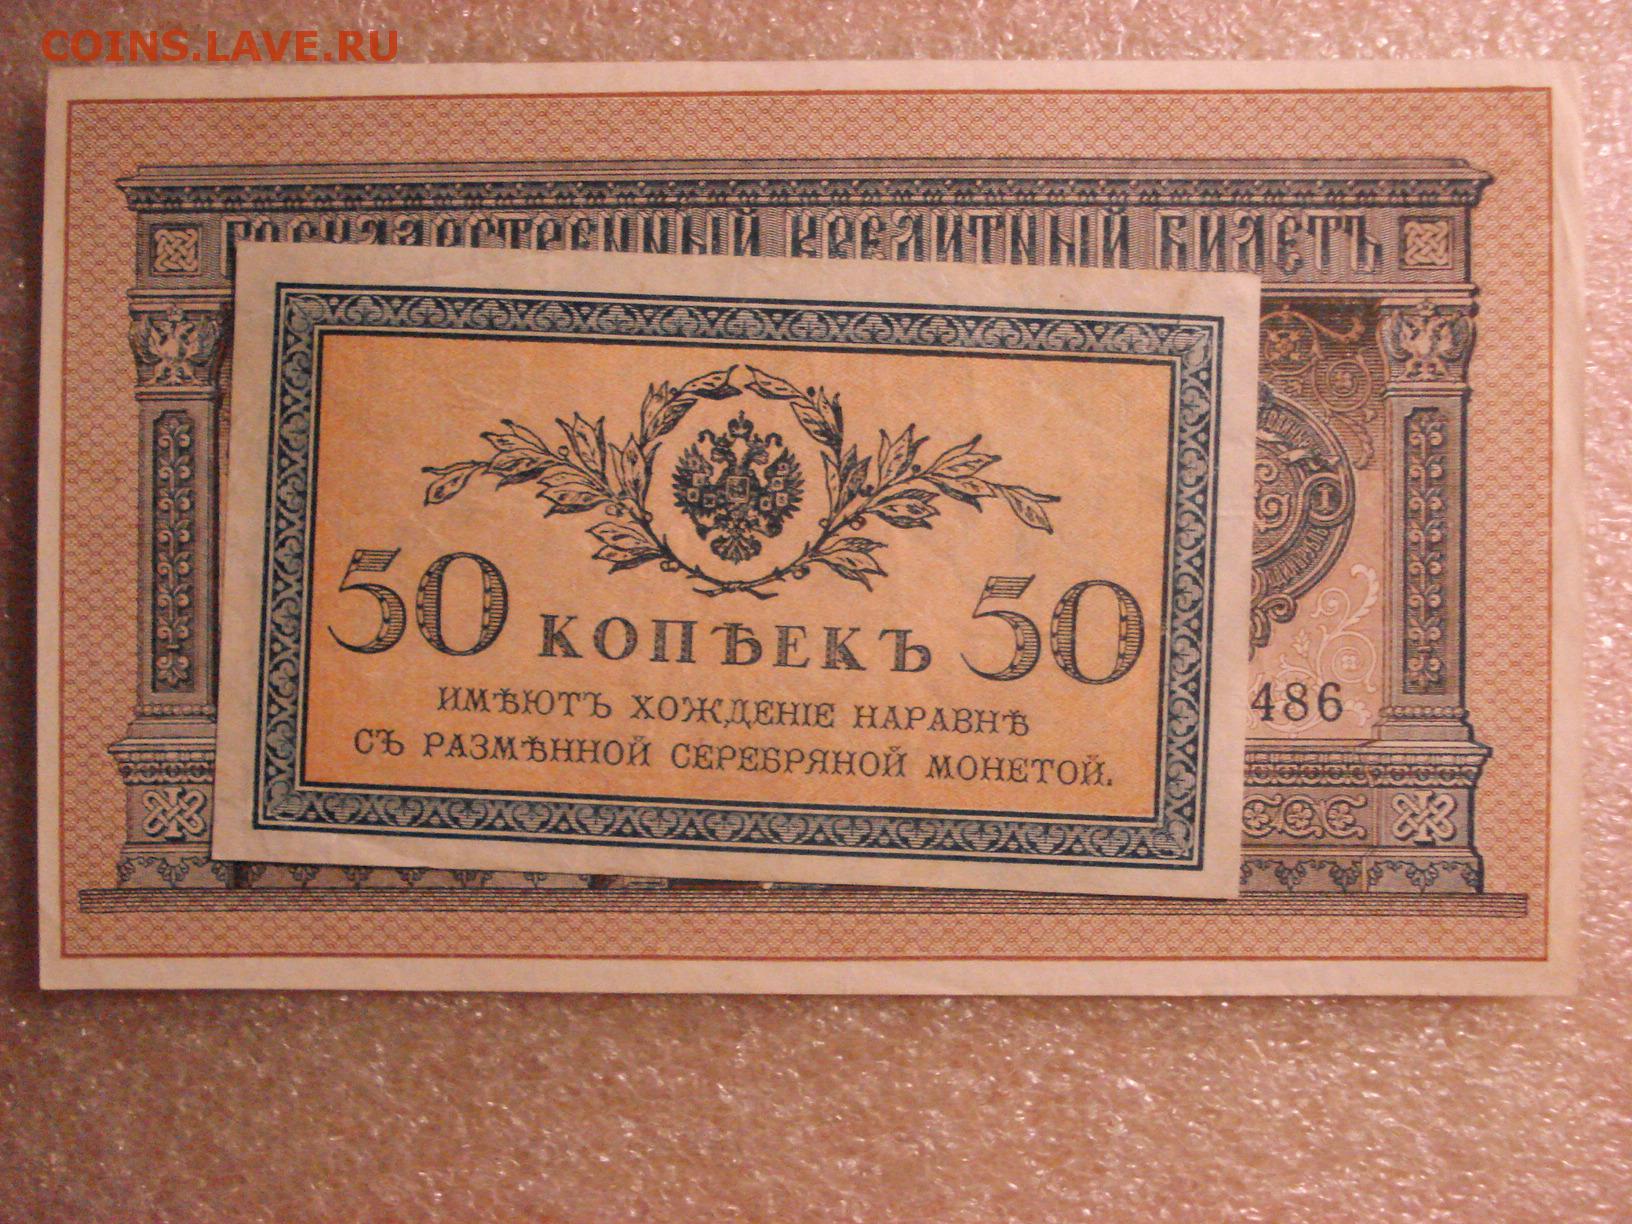 COINS.LAVE.RU
ГОСУДАРСТВЕННЫЙ КРЕДИТНЫЙ БИЛЕТЪ
50 КОПѢЕКЪ 50
ИМѢЮТЪ ХОЖДЕНІЕ НАРАВНѢ
СЪ РАЗМѢННОЙ СЕРЕБРЯНОЙ МОНЕТОЙ.
486